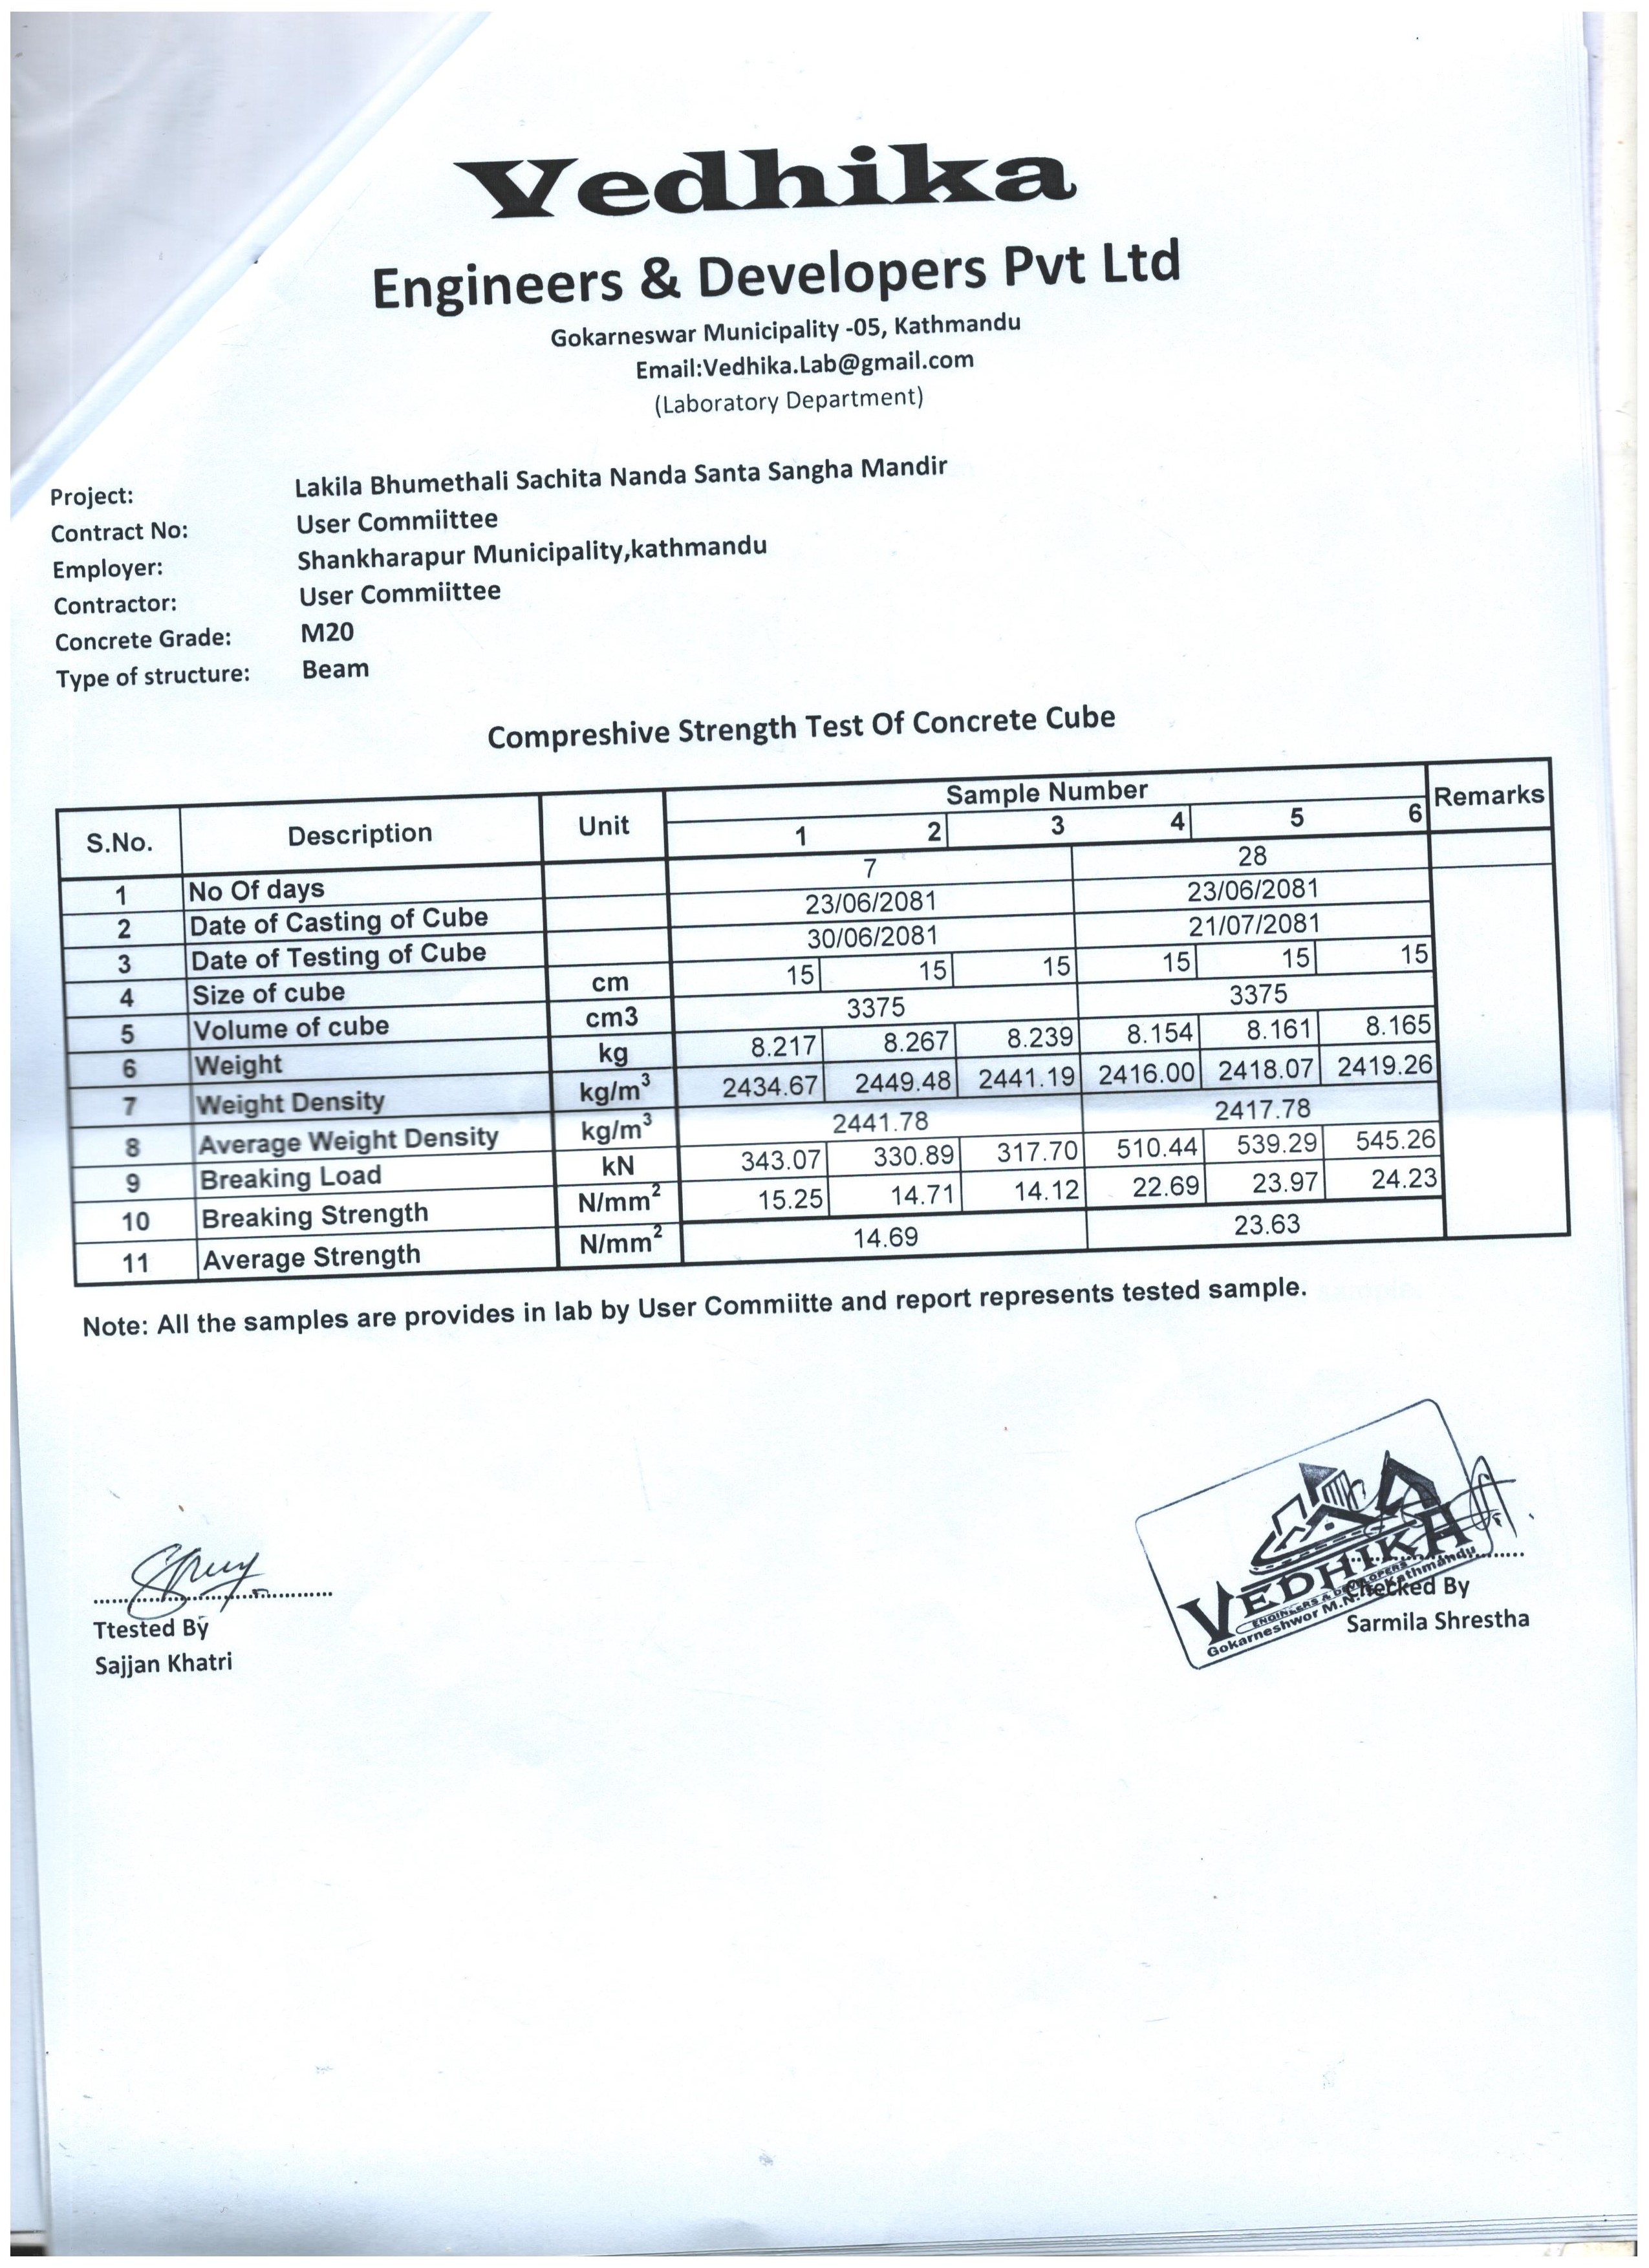 Vedhika
Engineers & Developers Pvt Ltd
Gokarneswar Municipality -05, Kathmandu
Email:Vedhika.Lab@gmail.com
(Laboratory Department)
Project: Lakila Bhumethali Sachita Nanda Santa Sangha Mandir
Contract No: User Commiittee
Employer: Shankharapur Municipality,kathmandu
Contractor: User Commiittee
Concrete Grade: M20
Type of structure: Beam
Compreshive Strength Test Of Concrete Cube
S.No. Description Unit Sample Number Remarks
1 2 3 4 5 6
1 No Of days 7 28
2 Date of Casting of Cube 23/06/2081 23/06/2081
3 Date of Testing of Cube 30/06/2081 21/07/2081
4 Size of cube cm 15 15 15 15 15 15
5 Volume of cube cm3 3375 3375
6 Weight kg 8.217 8.267 8.239 8.154 8.161 8.165
7 Weight Density kg/m³ 2434.67 2449.48 2441.19 2416.00 2418.07 2419.26
8 Average Weight Density kg/m³ 2441.78 2417.78
9 Breaking Load kN 343.07 330.89 317.70 510.44 539.29 545.26
10 Breaking Strength N/mm² 15.25 14.71 14.12 22.69 23.97 24.23
11 Average Strength N/mm² 14.69 23.63
Note: All the samples are provides in lab by User Commiitte and report represents tested sample.
VEDHIKA
ENGINEERS & DEVELOPERS
Gokarneshwor M.N. Kathmandu
Ttested By
Sajjan Khatri
Checked By
Sarmila Shrestha